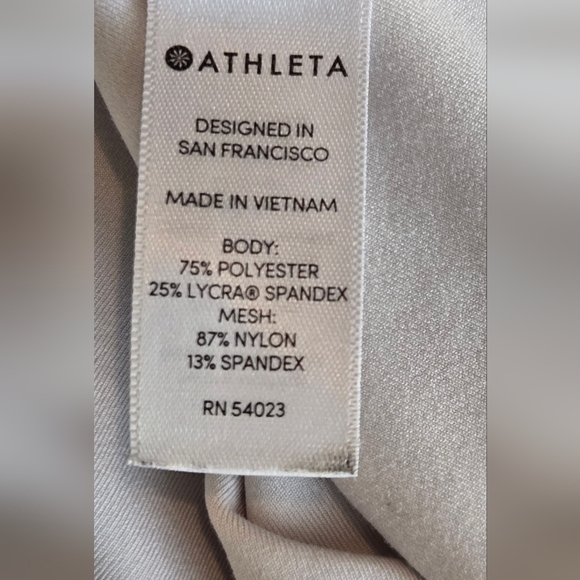 ATHLETA
DESIGNED IN
SAN FRANCISCO
MADE IN VIETNAM
BODY:
75% POLYESTER
25% LYCRA® SPANDEX
MESH:
87% NYLON
13% SPANDEX
RN 54023